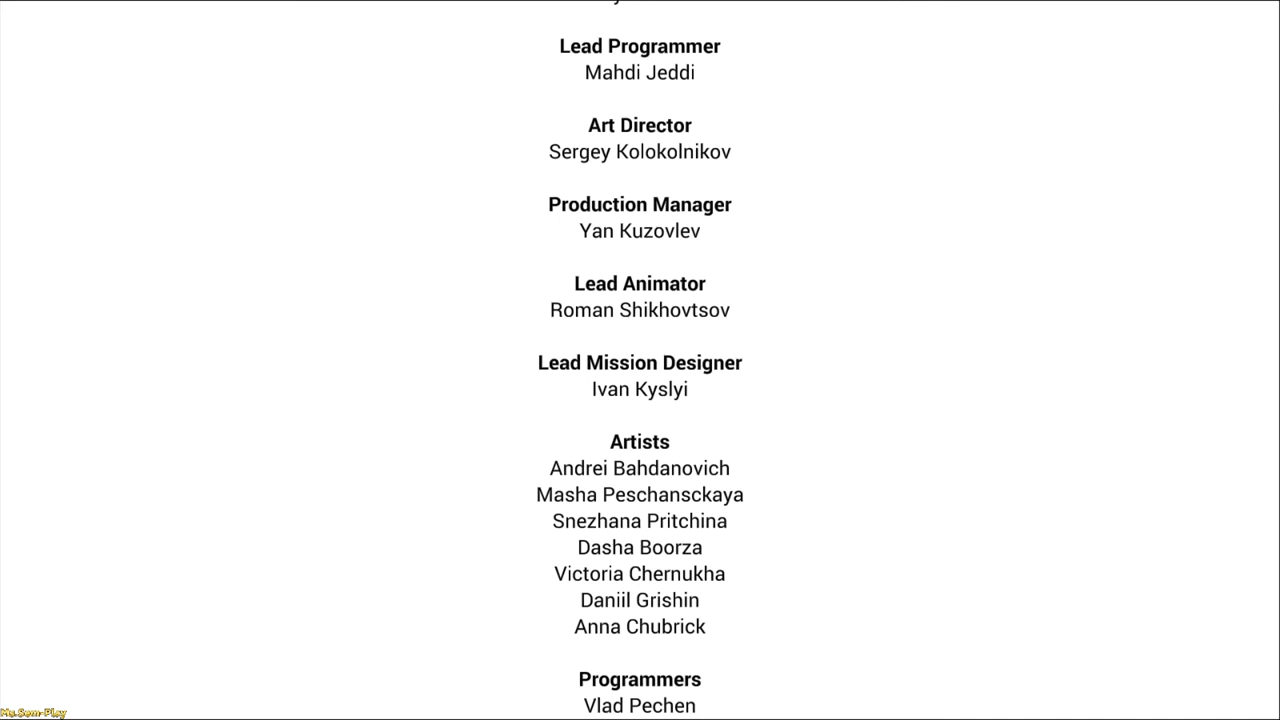 Lead Programmer
Mahdi Jeddi
Art Director
Sergey Kolokolnikov
Production Manager
Yan Kuzovlev
Lead Animator
Roman Shikhovtsov
Lead Mission Designer
Ivan Kyslyi
Artists
Andrei Bahdanovich
Masha Peschansckaya
Snezhana Pritchina
Dasha Boorza
Victoria Chernukha
Daniil Grishin
Anna Chubrick
Programmers
Vlad Pechen